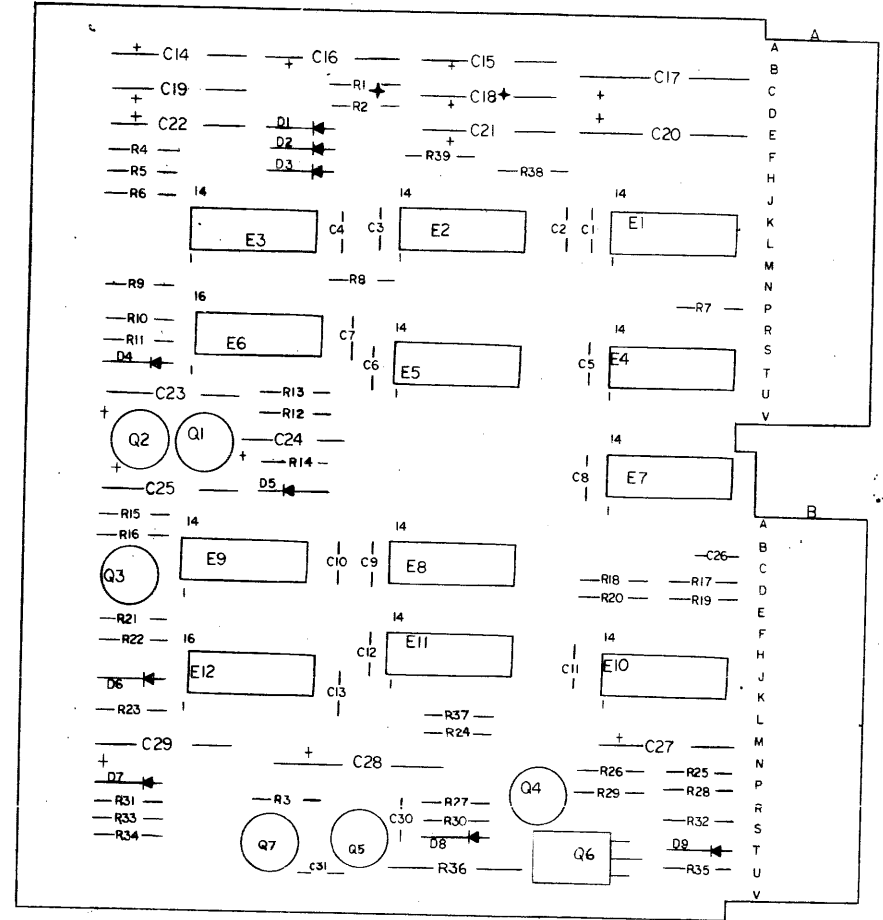 A
A
+ C14
+ C16
+ C15
B
C17
C19
R1
C18
C
+
+
+
R2
D
+
+
C22
D1
+ C21
C20
E
R4
D2
R39
F
R5
D3
R38
H
R6
14
14
14
J
E3
C4
C3
E2
C2
C1
E1
K
L
1
1
1
M
R9
R8
N
16
R7
P
R10
14
14
R
R11
E6
C7
S
D4
C6
E5
C5
E4
T
1
1
1
C23
R13
U
+
R12
V
Q2
Q1
C24
14
+
+
R14
C8
E7
C25
D5
R15
1
B
14
14
A
R16
B
E9
C10
C9
E8
C26
C
Q3
R18
R17
D
1
1
R20
R19
E
R21
F
R22
16
14
14
H
C12
E11
E12
C11
E10
J
D6
C13
1
K
R23
1
1
L
R37
R24
C29
+
+ C27
M
+
C28
N
D7
R26
R25
Q4
P
R31
R3
R27
R29
R28
R
R33
C30
R30
R32
S
R34
D8
Q7
Q5
Q6
D9
T
C31
R36
R35
U
V